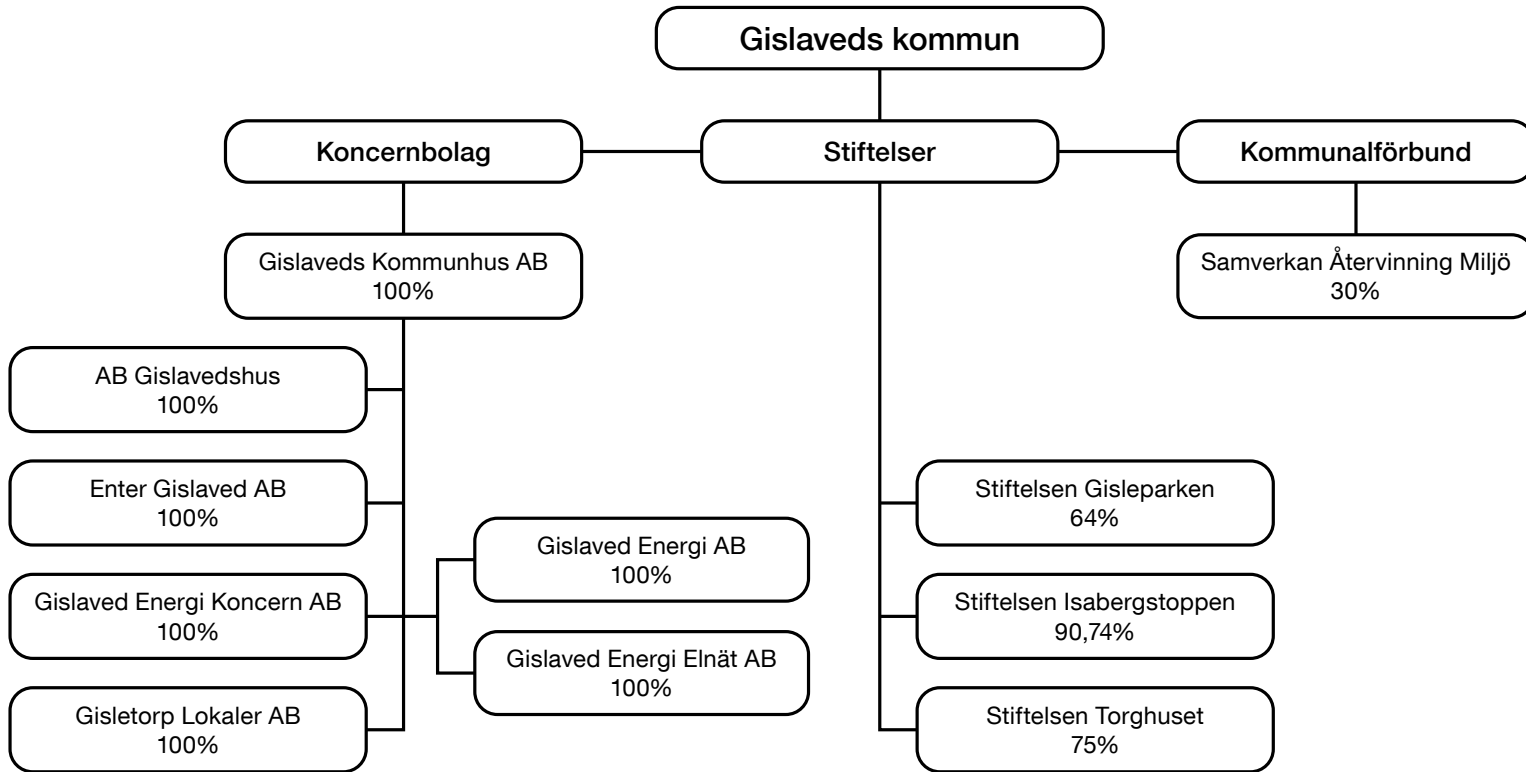 Gislaveds kommun
Koncernbolag
Stiftelser
Kommunalförbund
Gislaveds Kommunhus AB
100%
Samverkan Återvinning Miljö
30%
AB Gislavedshus
100%
Enter Gislaved AB
100%
Gislaved Energi Koncern AB
100%
Gisletorp Lokaler AB
100%
Gislaved Energi AB
100%
Gislaved Energi Elnät AB
100%
Stiftelsen Gisleparken
64%
Stiftelsen Isabergstoppen
90,74%
Stiftelsen Torghuset
75%